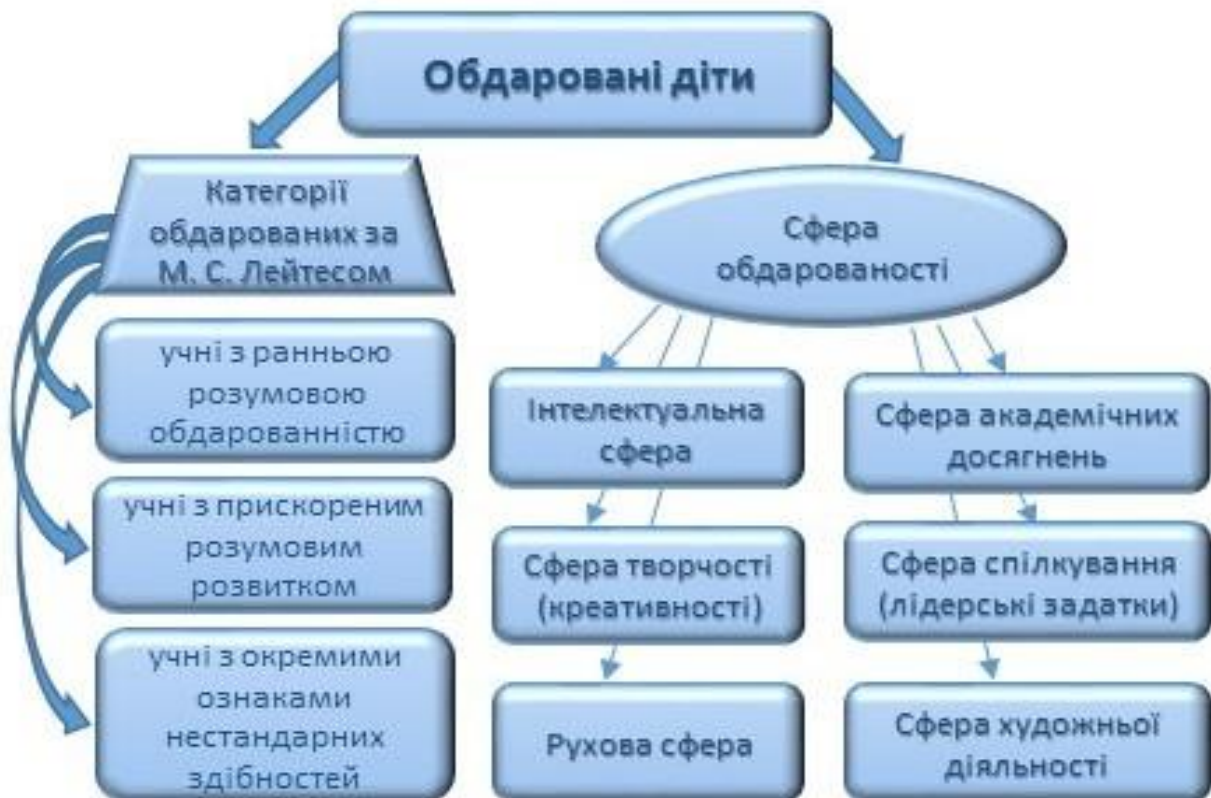 Обдаровані діти
Категорії
обдарованих за
М. С. Лейтесом
учні з ранньою
розумовою
обдарованністю
учні з прискореним
розумовим
розвитком
учні з окремими
ознаками
нестандарних
здібностей
Сфера
обдарованості
Інтелектуальна
сфера
Сфера академічних
досягнень
Сфера творчості
(креативності)
Сфера спілкування
(лідерські задатки)
Рухова сфера
Сфера художньої
діяльності